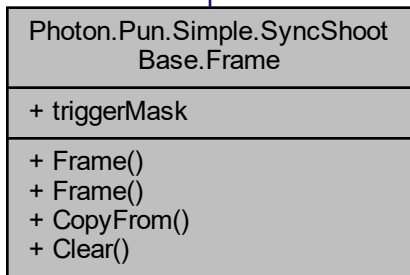 Photon.Pun.Simple.SyncShoot
Base.Frame
+ triggerMask
+ Frame()
+ Frame()
+ CopyFrom()
+ Clear()